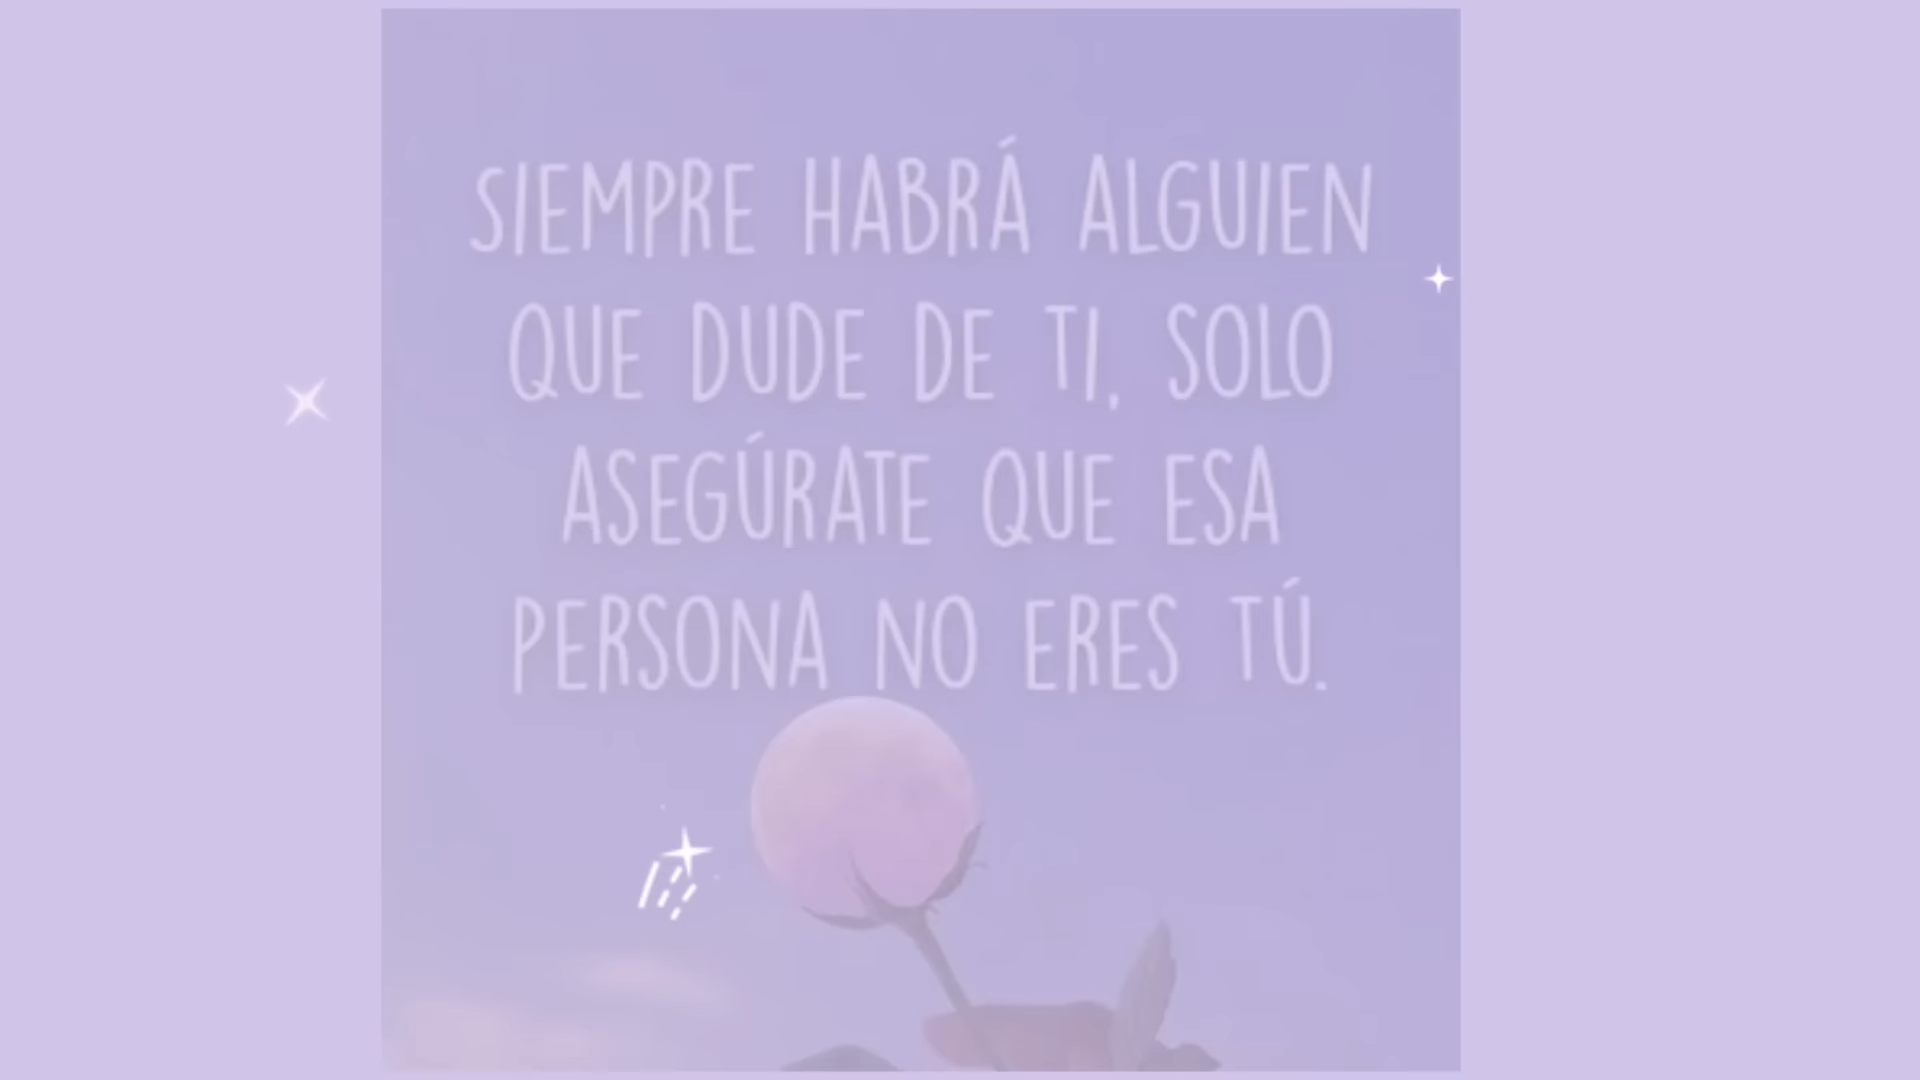 SIEMPRE HABRÁ ALGUIEN
QUE DUDE DE TI, SOLO
ASEGÚRATE QUE ESA
PERSONA NO ERES TÚ.